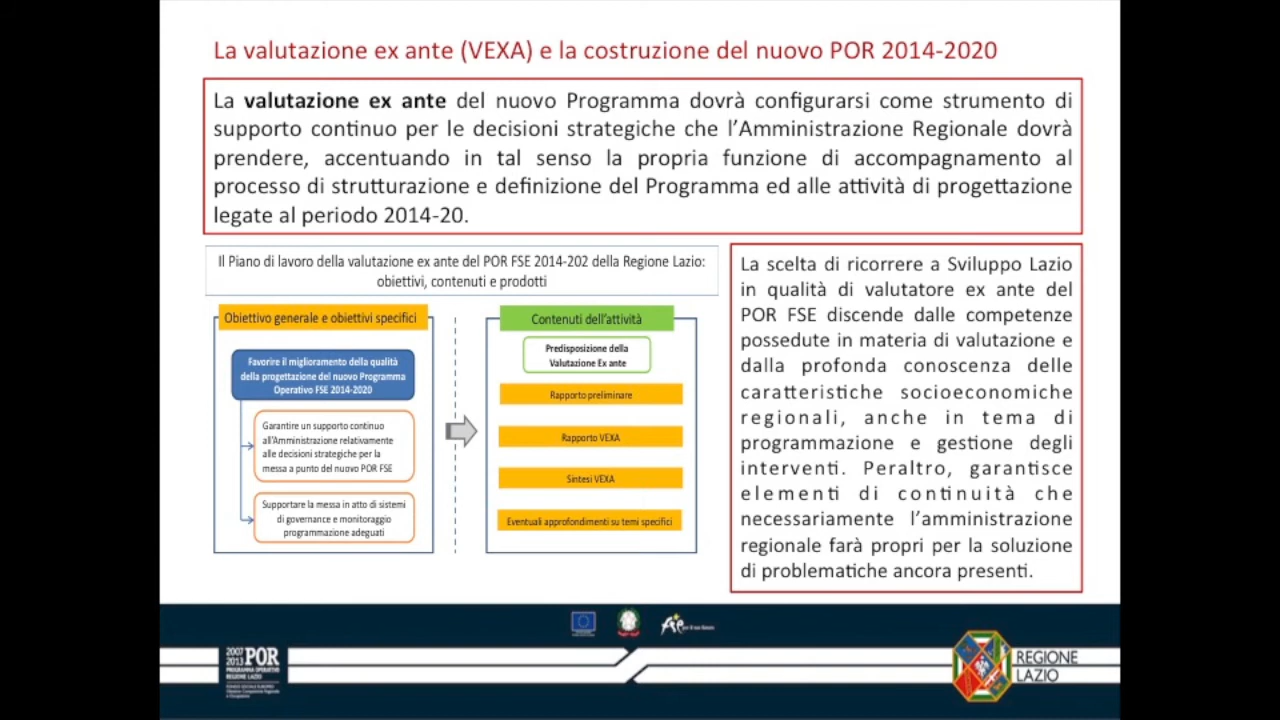 La valutazione ex ante (VEXA) e la costruzione del nuovo POR 2014-2020
La valutazione ex ante del nuovo Programma dovrà configurarsi come strumento di
supporto continuo per le decisioni strategiche che l'Amministrazione Regionale dovrà
prendere, accentuando in tal senso la propria funzione di accompagnamento al
processo di strutturazione e definizione del Programma ed alle attività di progettazione
legate al periodo 2014-20.
Il Piano di lavoro della valutazione ex ante del POR FSE 2014-202 della Regione Lazio:
obiettivi, contenuti e prodotti
Obiettivo generale e obiettivi specifici
Favorire il miglioramento della qualità
della progettazione del nuovo Programma
Operativo FSE 2014-2020
Garantire un supporto continuo
all'Amministrazione relativamente
alle decisioni strategiche per la
messa a punto del nuovo POR FSE
Supportare la messa in atto di sistemi
di governance e monitoraggio
programmazione adeguati
Contenuti dell'attività
Predisposizione della
Valutazione Ex ante
Rapporto preliminare
Rapporto VEXA
Sintesi VEXA
Eventuali approfondimenti su temi specifici
La scelta di ricorrere a Sviluppo Lazio
in qualità di valutatore ex ante del
POR FSE discende dalle competenze
possedute in materia di valutazione e
dalla profonda conoscenza delle
caratteristiche socioeconomiche
regionali, anche in tema di
programmazione e gestione degli
interventi. Peraltro, garantisce
elementi di continuità che
necessariamente l'amministrazione
regionale farà propri per la soluzione
di problematiche ancora presenti.
2007
2013 POR
PROGRAMMA OPERATIVO
REGIONE LAZIO
REGIONE
LAZIO